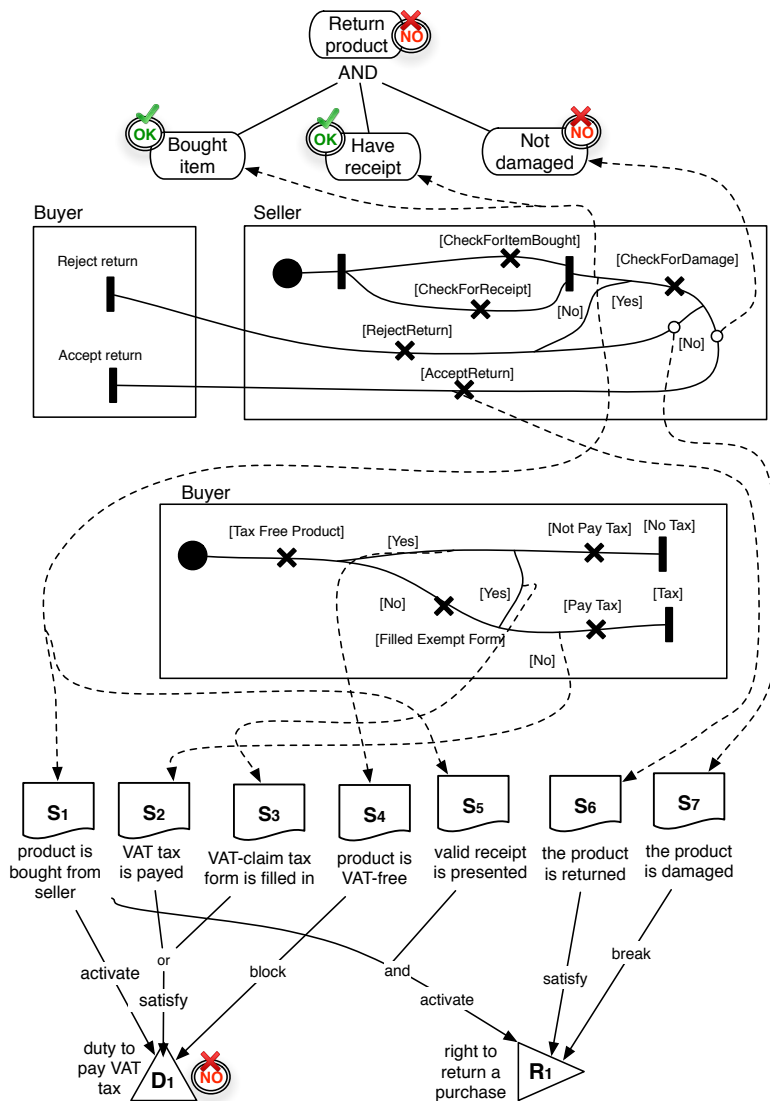 Return
product
NO
AND
OK
Bought
item
OK
Have
receipt
NO
Not
damaged
Buyer
Seller
Reject return
Accept return
[CheckForItemBought]
[CheckForDamage]
[CheckForReceipt]
[No]
[Yes]
[RejectReturn]
[No]
[AcceptReturn]
Buyer
[Tax Free Product]
[Yes]
[Not Pay Tax]
[No Tax]
[No]
[Yes]
[Pay Tax]
[Tax]
[Filled Exempt Form]
[No]
S1
S2
S3
S4
S5
S6
S7
product is
bought from
seller
VAT tax
is payed
VAT-claim tax
form is filled in
product is
VAT-free
valid receipt
is presented
the product
is returned
the product
is damaged
activate
or
satisfy
block
and
activate
satisfy
break
duty to
pay VAT
tax
D1
NO
right to
return a
purchase
R1